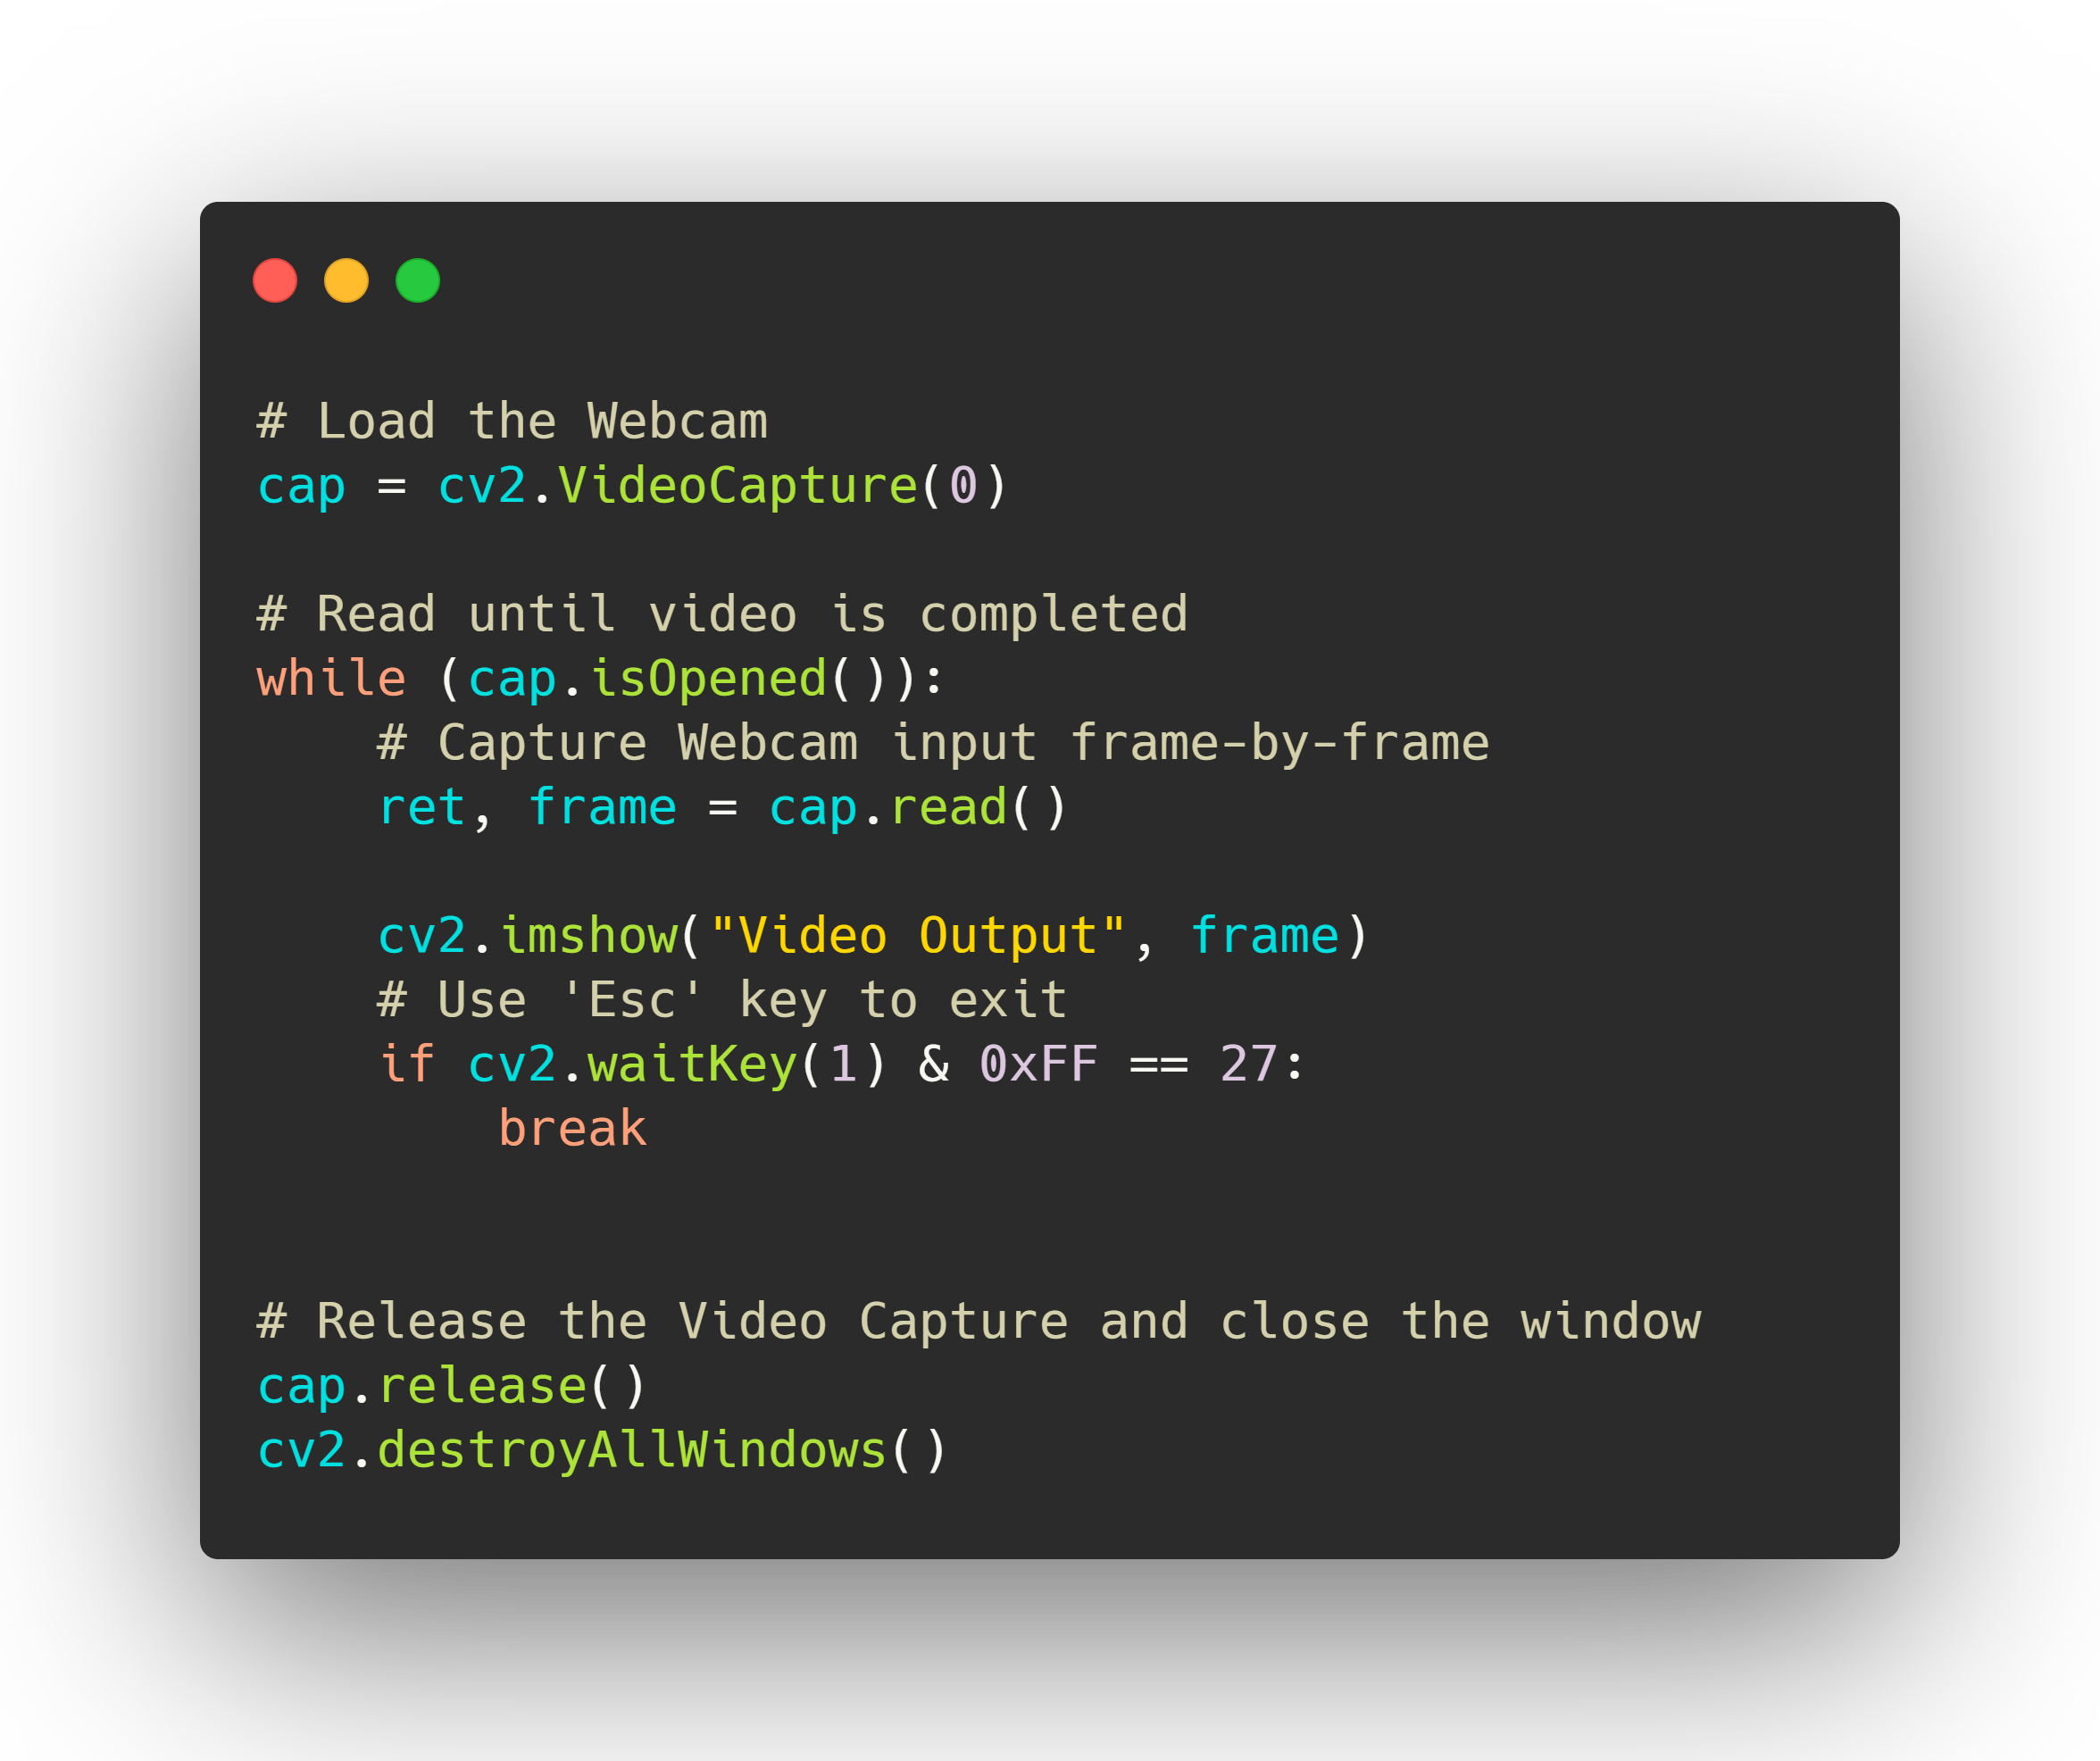 # Load the Webcam
cap = cv2.VideoCapture(0)

# Read until video is completed
while (cap.isOpened()):
    # Capture Webcam input frame-by-frame
    ret, frame = cap.read()

    cv2.imshow("Video Output", frame)
    # Use 'Esc' key to exit
    if cv2.waitKey(1) & 0xFF == 27:
        break

# Release the Video Capture and close the window
cap.release()
cv2.destroyAllWindows()